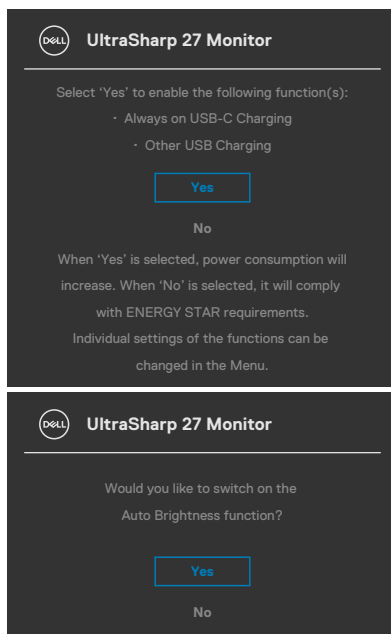 DELL UltraSharp 27 Monitor
Select ‘Yes’ to enable the following function(s):
· Always on USB-C Charging
· Other USB Charging
Yes
No
When ‘Yes’ is selected, power consumption will
increase. When ‘No’ is selected, it will comply
with ENERGY STAR requirements.
Individual settings of the functions can be
changed in the Menu.
DELL UltraSharp 27 Monitor
Would you like to switch on the
Auto Brightness function?
Yes
No